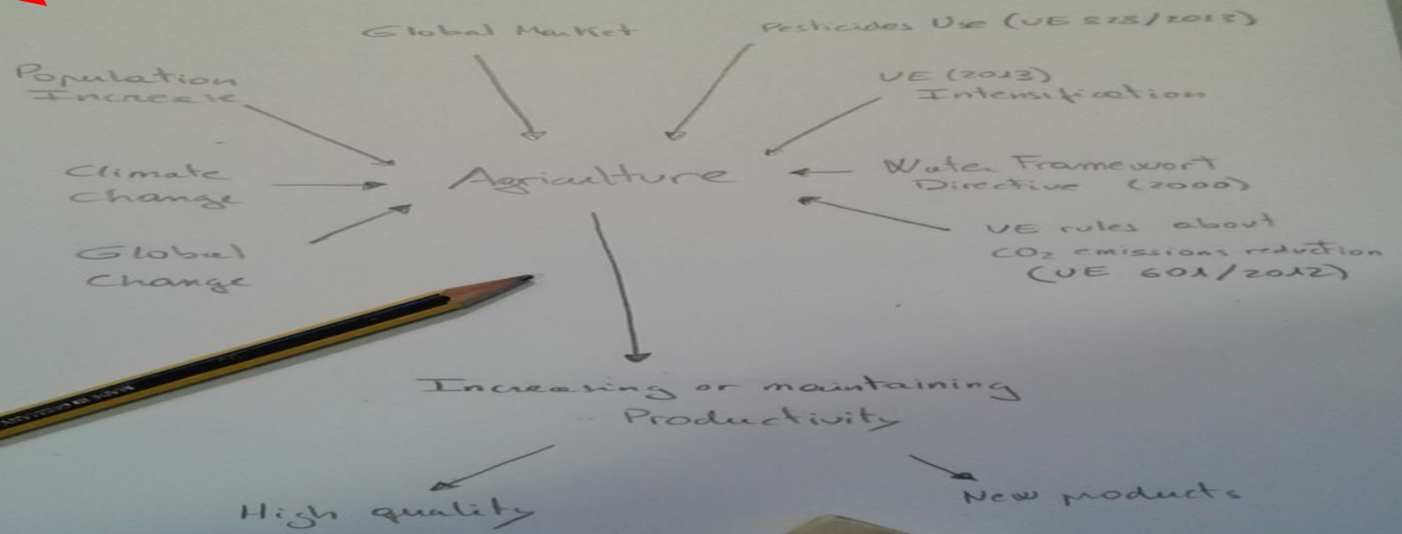 Global Market
Pesticides Use (UE 528/2013)
Population
Increase
UE (2013)
Intensification
Climate
Change
Agriculture
Water Framewort
Directive (2000)
Global
Change
UE rules about
CO2 emissions reduction
(UE 601/2012)
Increasing or maintaining
Productivity
High quality
New products